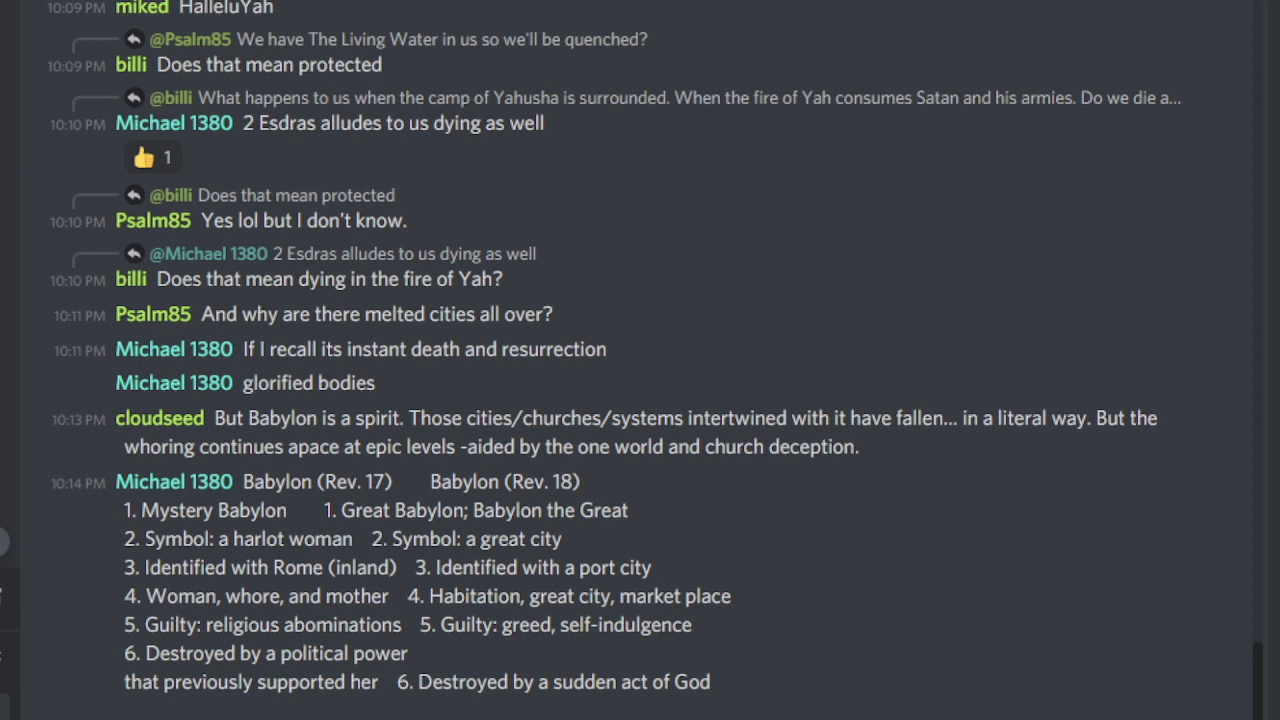 10:09 PM miked HalleluYah
@Psalm85 We have The Living Water in us so we'll be quenched?
10:09 PM billi Does that mean protected
@billi What happens to us when the camp of Yahusha is surrounded. When the fire of Yah consumes Satan and his armies. Do we die a...
10:10 PM Michael 1380 2 Esdras alludes to us dying as well
👍 1
@billi Does that mean protected
10:10 PM Psalm85 Yes lol but I don't know.
@Michael 1380 2 Esdras alludes to us dying as well
10:10 PM billi Does that mean dying in the fire of Yah?
10:11 PM Psalm85 And why are there melted cities all over?
10:11 PM Michael 1380 If I recall its instant death and resurrection
Michael 1380 glorified bodies
10:13 PM cloudseed But Babylon is a spirit. Those cities/churches/systems intertwined with it have fallen... in a literal way. But the
whoring continues apace at epic levels -aided by the one world and church deception.
10:14 PM Michael 1380 Babylon (Rev. 17) Babylon (Rev. 18)
1. Mystery Babylon 1. Great Babylon; Babylon the Great
2. Symbol: a harlot woman 2. Symbol: a great city
3. Identified with Rome (inland) 3. Identified with a port city
4. Woman, whore, and mother 4. Habitation, great city, market place
5. Guilty: religious abominations 5. Guilty: greed, self-indulgence
6. Destroyed by a political power
that previously supported her 6. Destroyed by a sudden act of God